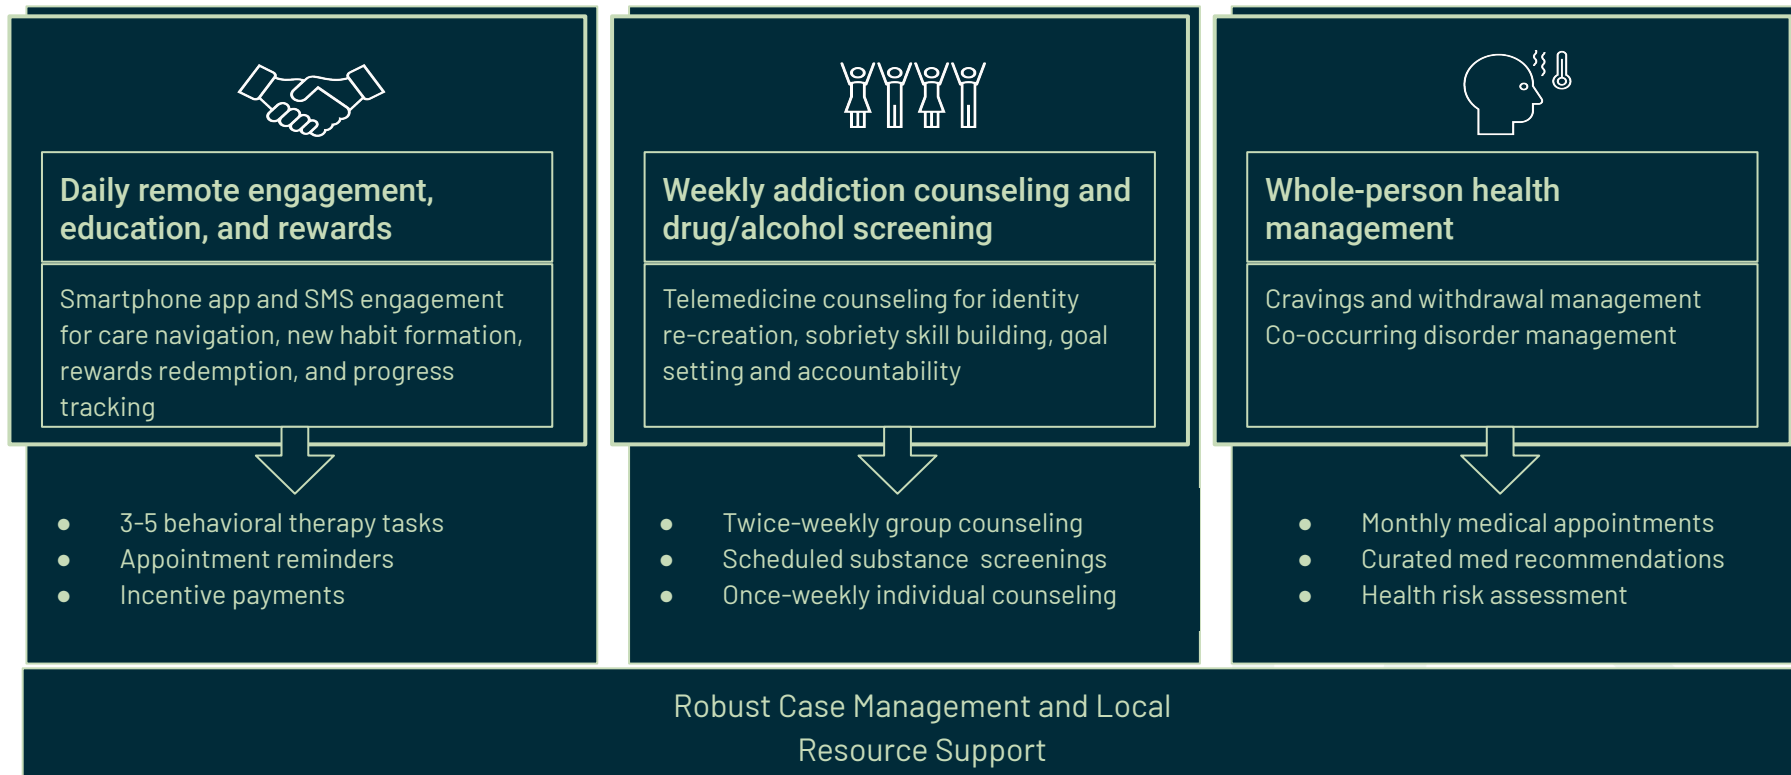 Daily remote engagement,
education, and rewards
Smartphone app and SMS engagement
for care navigation, new habit formation,
rewards redemption, and progress
tracking
● 3-5 behavioral therapy tasks
● Appointment reminders
● Incentive payments
Weekly addiction counseling and
drug/alcohol screening
Telemedicine counseling for identity
re-creation, sobriety skill building, goal
setting and accountability
● Twice-weekly group counseling
● Scheduled substance screenings
● Once-weekly individual counseling
Whole-person health
management
Cravings and withdrawal management
Co-occurring disorder management
● Monthly medical appointments
● Curated med recommendations
● Health risk assessment
Robust Case Management and Local
Resource Support